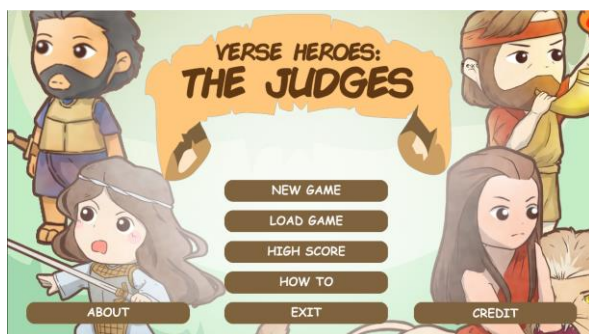 VERSE HEROES:
THE JUDGES
NEW GAME
LOAD GAME
HIGH SCORE
HOW TO
ABOUT
EXIT
CREDIT